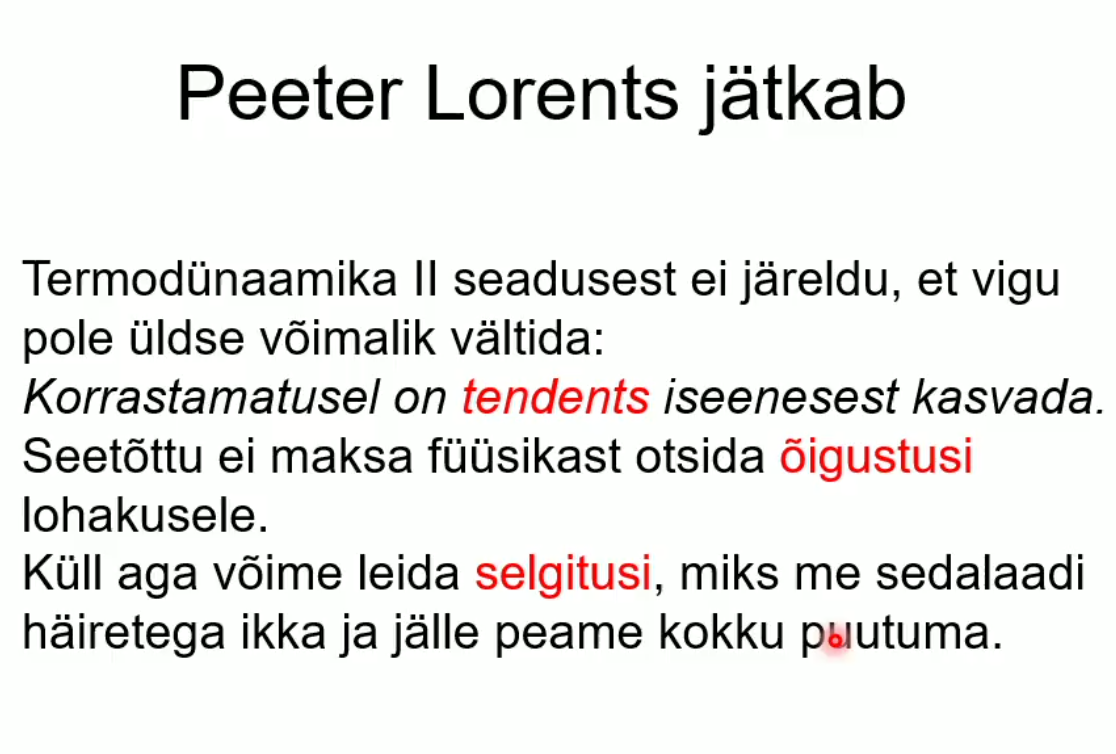 Peeter Lorents jätkab
Termodünaamika II seadusest ei järeldu, et vigu
pole üldse võimalik vältida:
Korrastamatusel on tendents iseenesest kasvada.
Seetõttu ei maksa füüsikast otsida õigustusi
lohakusele.
Küll aga võime leida selgitusi, miks me sedalaadi
häiretega ikka ja jälle peame kokku puutuma.